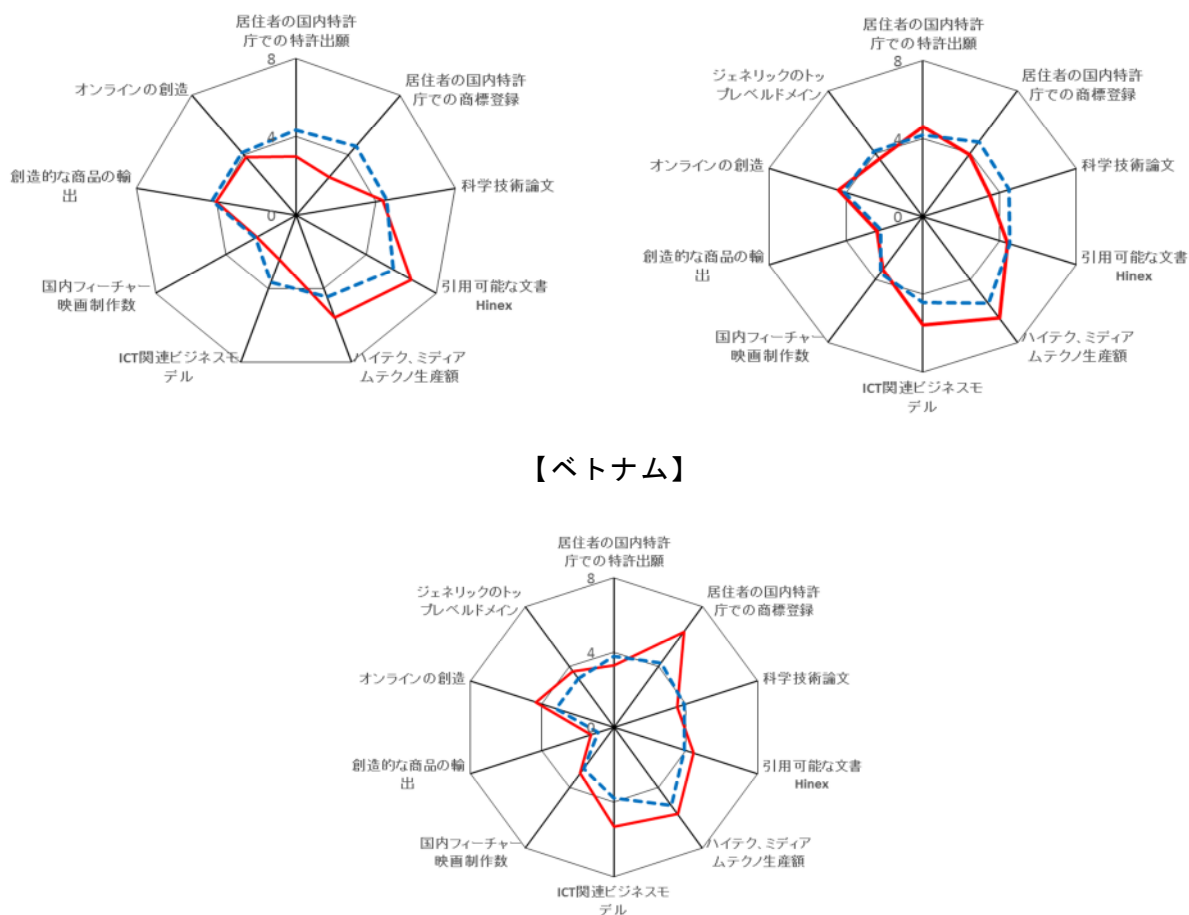 居住者の国内特許
庁での特許出願
8
4
0
居住者の国内特許
庁での商標登録
科学技術論文
引用可能な文書
Hinex
ハイテク、ミディア
ムテクノ生産額
ICT関連ビジネスモ
デル
国内フィーチャー
映画制作数
創造的な商品の輸
出
オンラインの創造
居住者の国内特許
庁での特許出願
8
4
0
居住者の国内特許
庁での商標登録
科学技術論文
引用可能な文書
Hinex
ハイテク、ミディア
ムテクノ生産額
ICT関連ビジネスモ
デル
国内フィーチャー
映画制作数
創造的な商品の輸
出
オンラインの創造
ジェネリックのトッ
プレベルドメイン
【ベトナム】
居住者の国内特許
庁での特許出願
8
4
0
居住者の国内特許
庁での商標登録
科学技術論文
引用可能な文書
Hinex
ハイテク、ミディア
ムテクノ生産額
ICT関連ビジネスモ
デル
国内フィーチャー
映画制作数
創造的な商品の輸
出
オンラインの創造
ジェネリックのトッ
プレベルドメイン